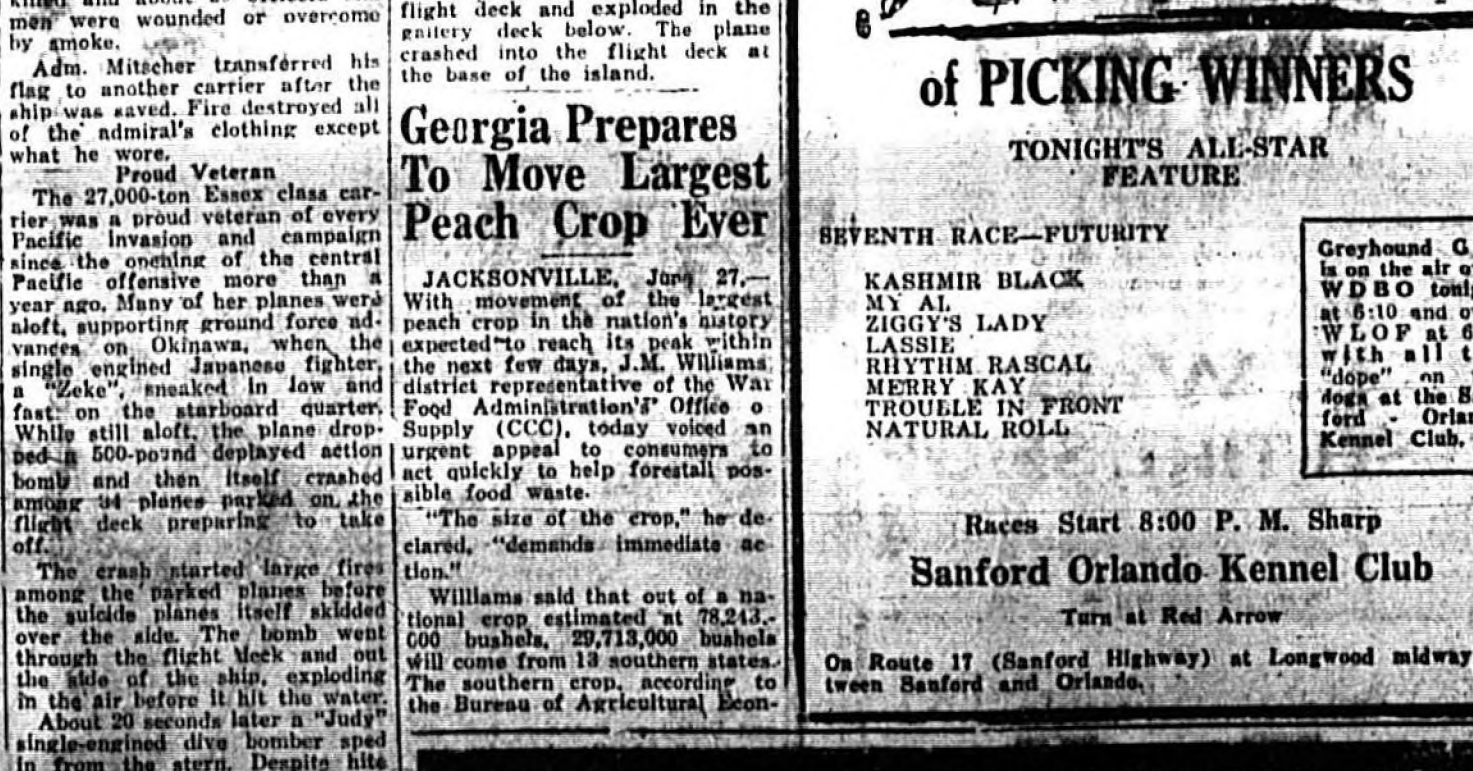 men were wounded or overcome
by smoke.
Adm. Mitscher transferred his
flag to another carrier after the
ship was saved. Fire destroyed all
of the admiral's clothing except
what he wore.
Proud Veteran
The 27,000-ton Essex class car-
rier was a proud veteran of every
Pacific invasion and campaign
since the opening of the central
Pacific offensive more than a
year ago. Many of her planes were
aloft, supporting ground force ad-
vances on Okinawa, when the
single engined Japanese fighter,
a "Zeke", sneaked in low and
fast on the starboard quarter.
While still aloft, the plane drop-
ped a 500-pound deplayed action
bomb and then itself crashed
among 34 planes parked on the
flight deck preparing to take
off.
The crash started large fires
among the parked planes before
the suicide planes itself skidded
over the side. The bomb went
through the flight deck and out
the side of the ship, exploding
in the air before it hit the water.
About 20 seconds later a "Judy"
single-engined dive bomber sped
in from the stern. Despite hits
flight deck and exploded in the
gallery deck below. The plane
crashed into the flight deck at
the base of the island.
Georgia Prepares
To Move Largest
Peach Crop Ever
JACKSONVILLE, June 27.—
With movement of the largest
peach crop in the nation's history
expected to reach its peak within
the next few days, J.M. Williams
district representative of the War
Food Administration's' Office o
Supply (CCC), today voiced an
urgent appeal to consumers to
act quickly to help forestall pos-
sible food waste.
"The size of the crop," he de-
clared, "demands immediate ac-
tion."
Williams said that out of a na-
tional crop estimated at 78,243,-
000 bushels, 29,713,000 bushels
will come from 13 southern states.
The southern crop, according to
the Bureau of Agricultural Econ-
of PICKING WINNERS
TONIGHT'S ALL-STAR
FEATURE
SEVENTH RACE—FUTURITY
KASHMIR BLACK
MY AL
ZIGGY'S LADY
LASSIE
RHYTHM RASCAL
MERRY KAY
TROUBLE IN FRONT
NATURAL ROLL
Greyhound G
is on the air o
WDBO toni
at 6:10 and o
WLOF at 6
with all t
"dope" on
dogs at the S
ford - Orla
Kennel Club.
Races Start 8:00 P. M. Sharp
Sanford Orlando Kennel Club
Turn at Red Arrow
On Route 17 (Sanford Highway) at Longwood midway
tween Sanford and Orlando.